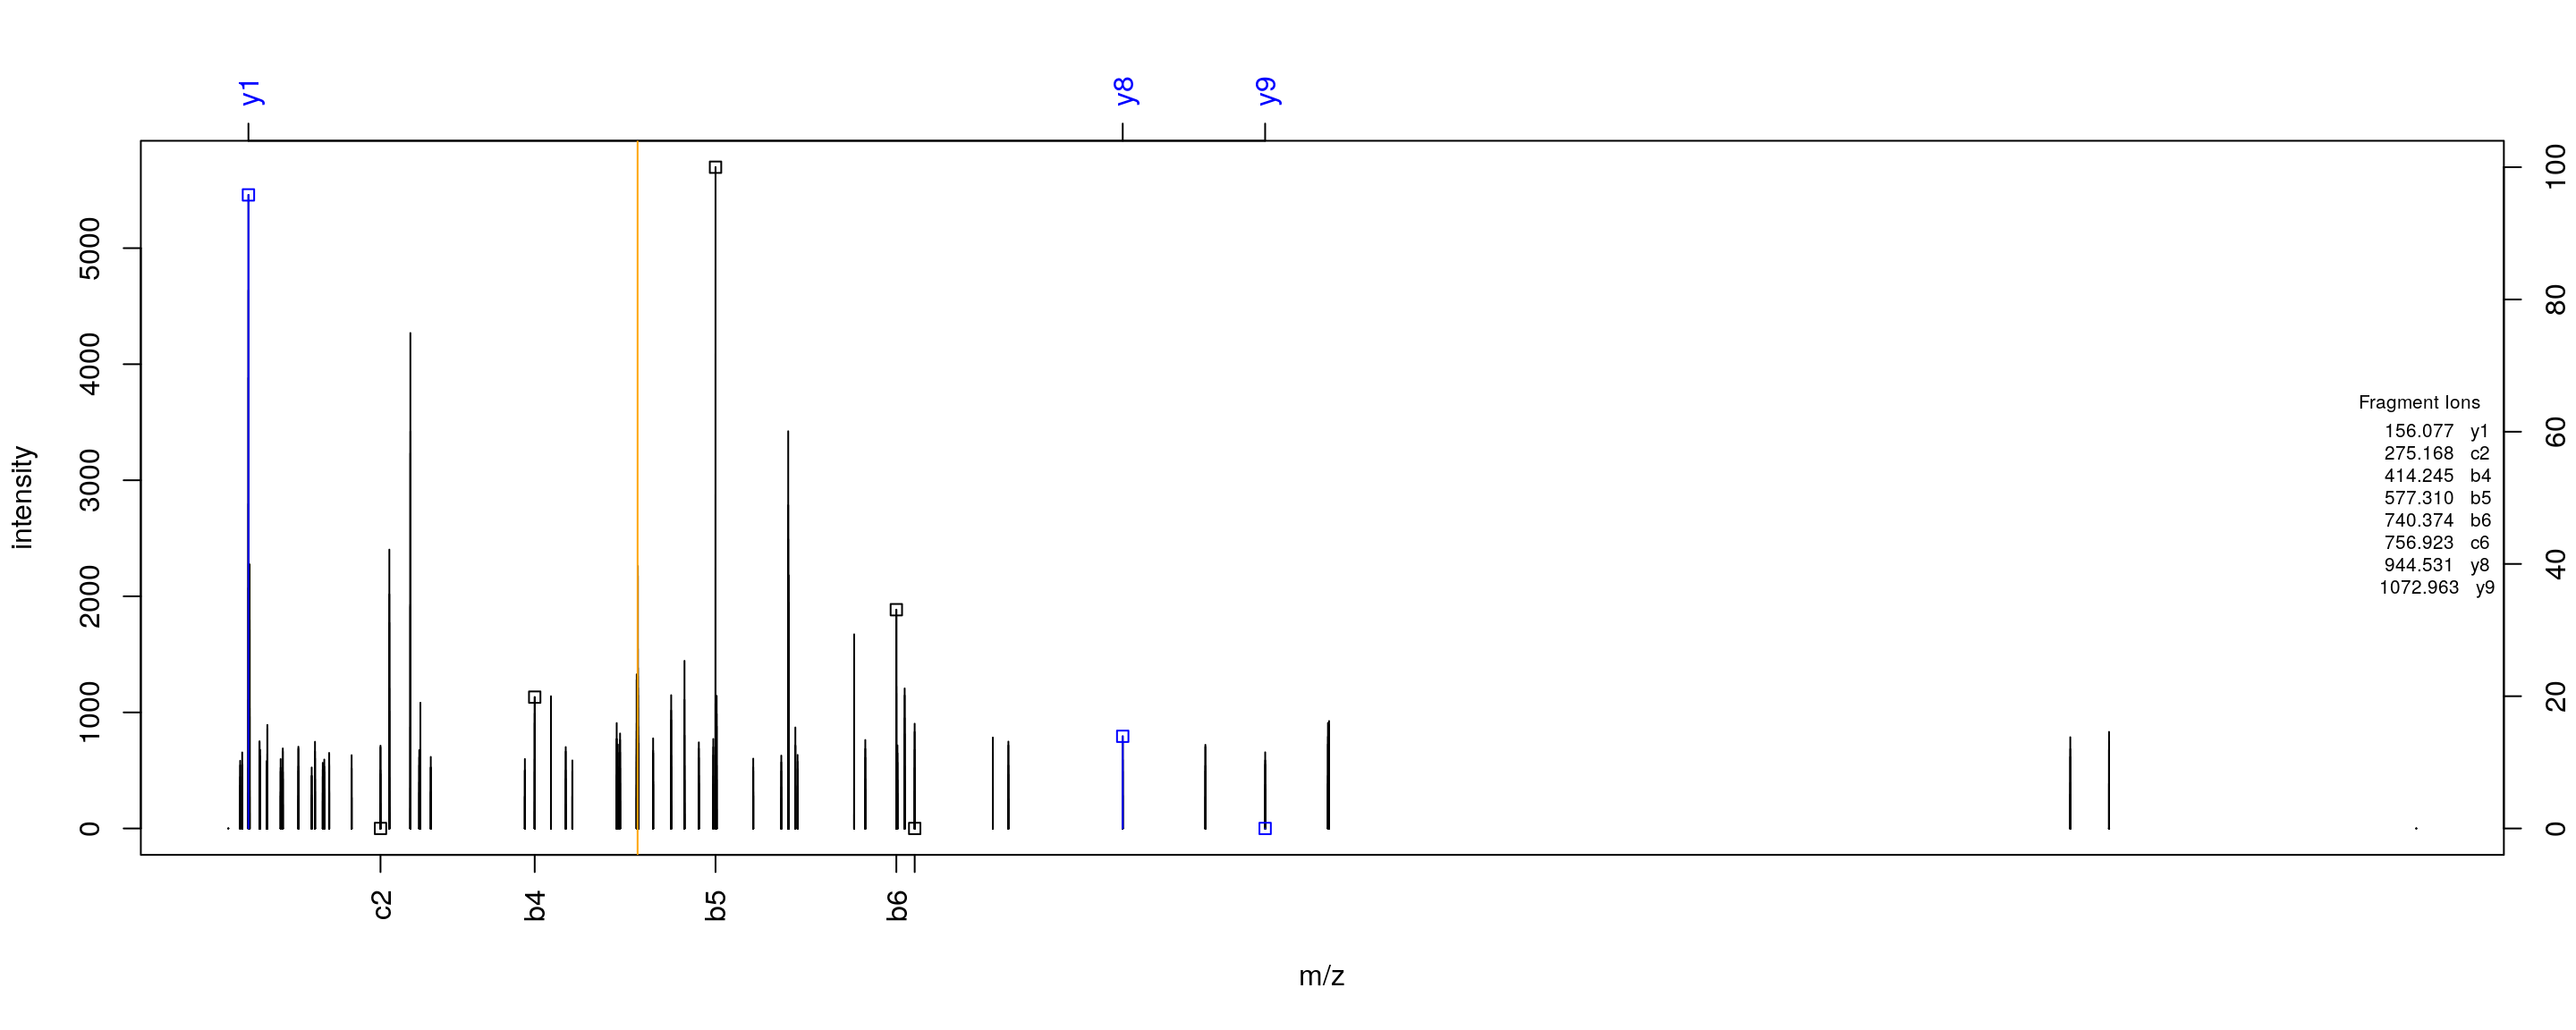 y1 y8 y9
5000
4000
3000
2000
1000
0
intensity
100
80
60
40
20
0
Fragment Ions
156.077 y1
275.168 c2
414.245 b4
577.310 b5
740.374 b6
756.923 c6
944.531 y8
1072.963 y9
c2 b4 b5 b6
m/z